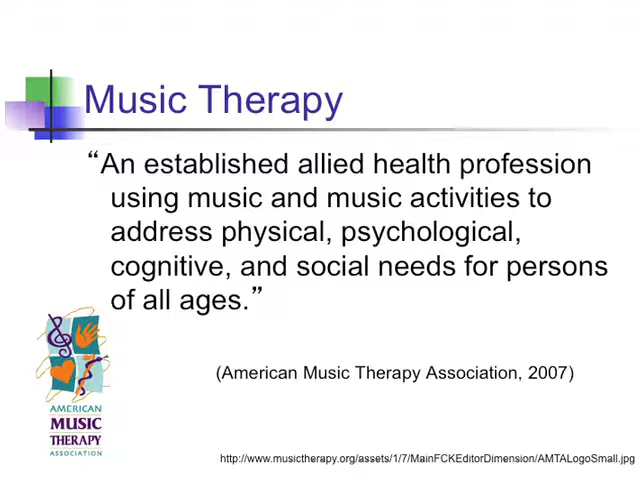 Music Therapy
“An established allied health profession
using music and music activities to
address physical, psychological,
cognitive, and social needs for persons
of all ages.”
(American Music Therapy Association, 2007)
AMERICAN
MUSIC
THERAPY
ASSOCIATION
http://www.musictherapy.org/assets/1/7/MainFCKEditorDimension/AMTALogoSmall.jpg